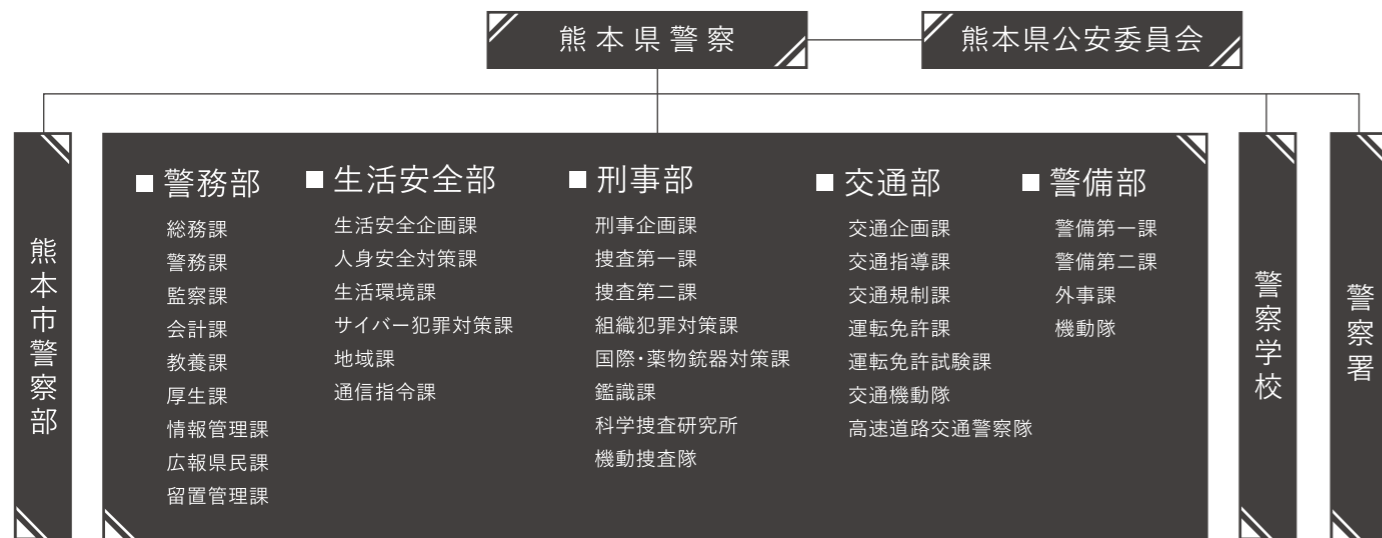 熊本県警察
熊本県公安委員会
熊本市警察部
■ 警務部
総務課
警務課
監察課
会計課
教養課
厚生課
情報管理課
広報県民課
留置管理課
■ 生活安全部
生活安全企画課
人身安全対策課
生活環境課
サイバー犯罪対策課
地域課
通信指令課
■ 刑事部
刑事企画課
捜査第一課
捜査第二課
組織犯罪対策課
国際・薬物銃器対策課
鑑識課
科学捜査研究所
機動捜査隊
■ 交通部
交通企画課
交通指導課
交通規制課
運転免許課
運転免許試験課
交通機動隊
高速道路交通警察隊
■ 警備部
警備第一課
警備第二課
外事課
機動隊
警察学校
警察署